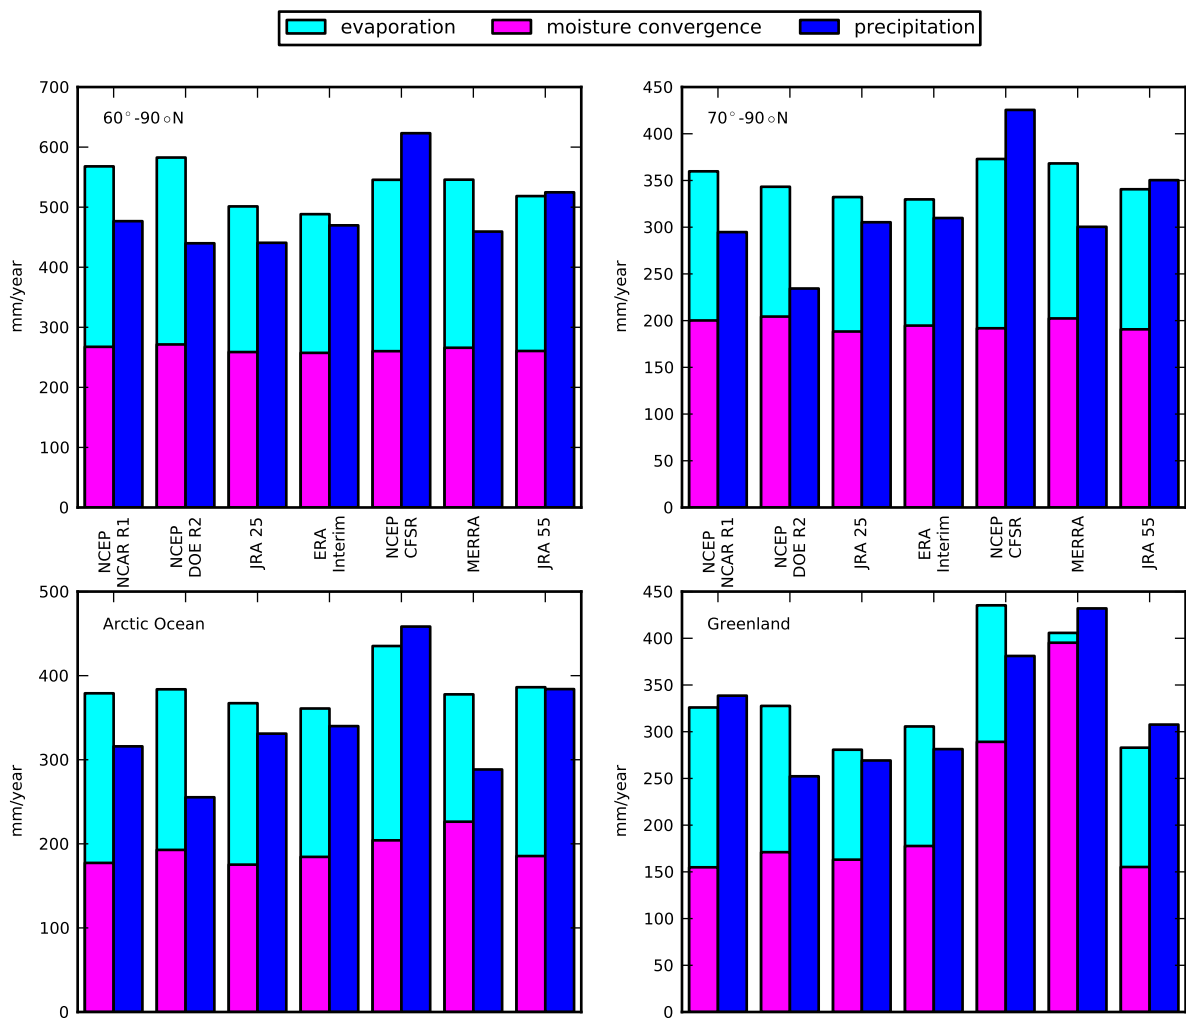 evaporation moisture convergence precipitation
60°-90∘N
700
600
500
400
300
200
100
0
mm/year
NCEP
NCAR R1
NCEP
DOE R2
JRA 25
ERA
Interim
NCEP
CFSR
MERRA
JRA 55
70°-90∘N
450
400
350
300
250
200
150
100
50
0
mm/year
NCEP
NCAR R1
NCEP
DOE R2
JRA 25
ERA
Interim
NCEP
CFSR
MERRA
JRA 55
Arctic Ocean
500
400
300
200
100
0
mm/year
Greenland
450
400
350
300
250
200
150
100
50
0
mm/year